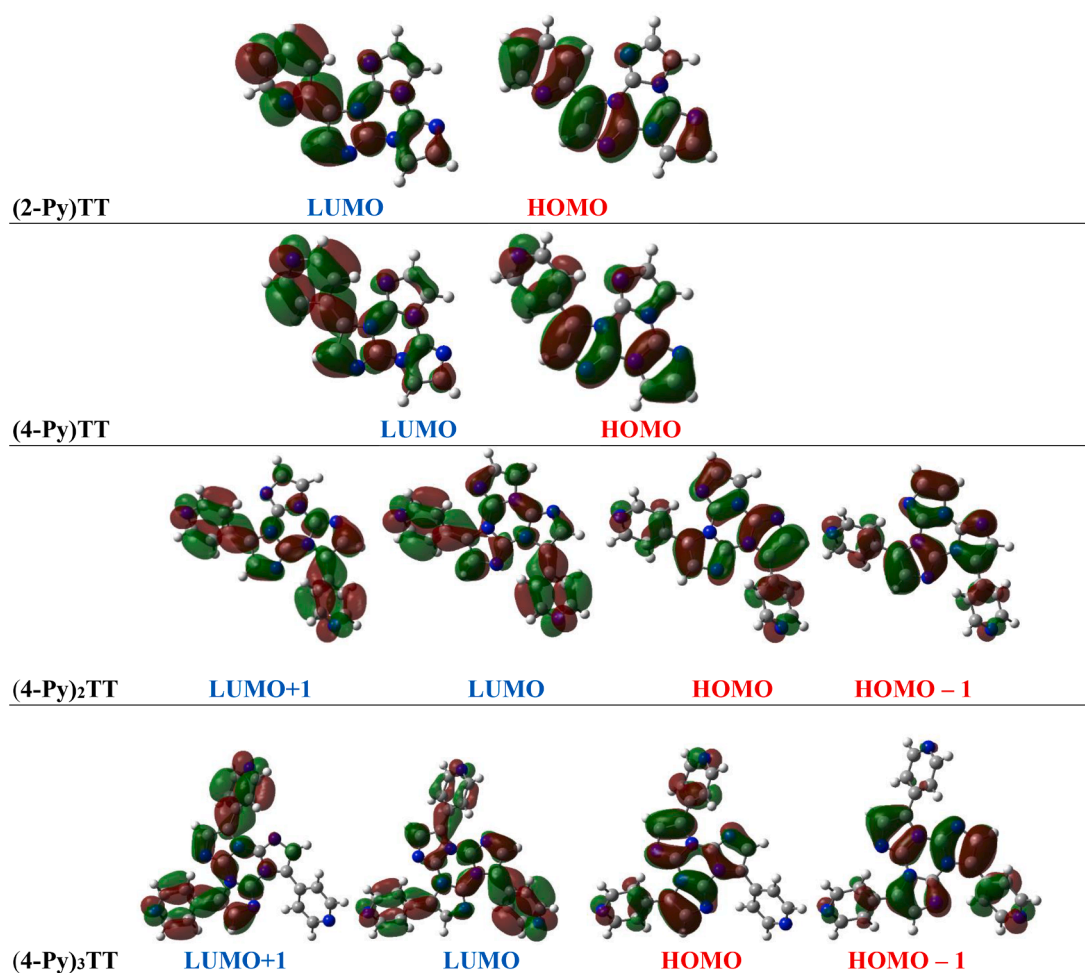 (2-Py)TT LUMO HOMO
(4-Py)TT LUMO HOMO
(4-Py)₂TT LUMO+1 LUMO HOMO HOMO – 1
(4-Py)₃TT LUMO+1 LUMO HOMO HOMO – 1